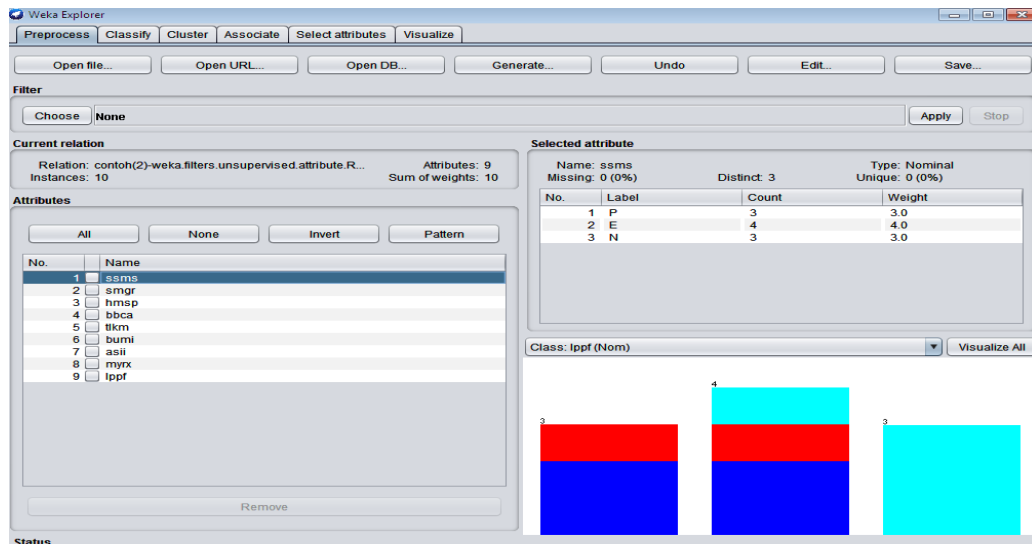 Weka Explorer
Preprocess Classify Cluster Associate Select attributes Visualize
Open file... Open URL... Open DB... Generate... Undo Edit... Save...
Filter
Choose None Apply Stop
Current relation
Relation: contoh(2)-weka.filters.unsupervised.attribute.R... Attributes: 9
Instances: 10 Sum of weights: 10
Attributes
All None Invert Pattern
No. Name
1 ssms
2 smgr
3 hmsp
4 bbca
5 tlkm
6 bumi
7 asii
8 myrx
9 lppf
Remove
Status
Selected attribute
Name: ssms Type: Nominal
Missing: 0 (0%) Distinct: 3 Unique: 0 (0%)
No. Label Count Weight
1 P 3 3.0
2 E 4 4.0
3 N 3 3.0
Class: lppf (Nom) Visualize All
3 4 3